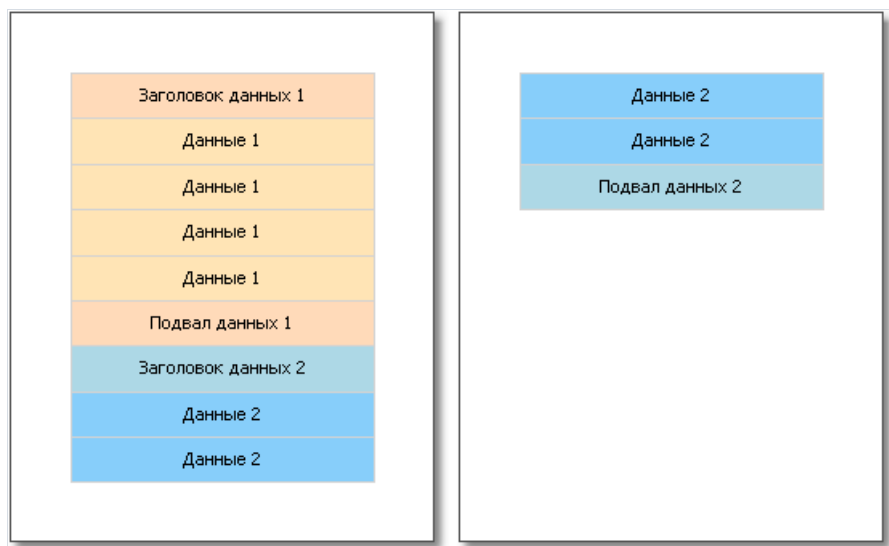 Заголовок данных 1
Данные 1
Данные 1
Данные 1
Данные 1
Подвал данных 1
Заголовок данных 2
Данные 2
Данные 2
Данные 2
Данные 2
Подвал данных 2